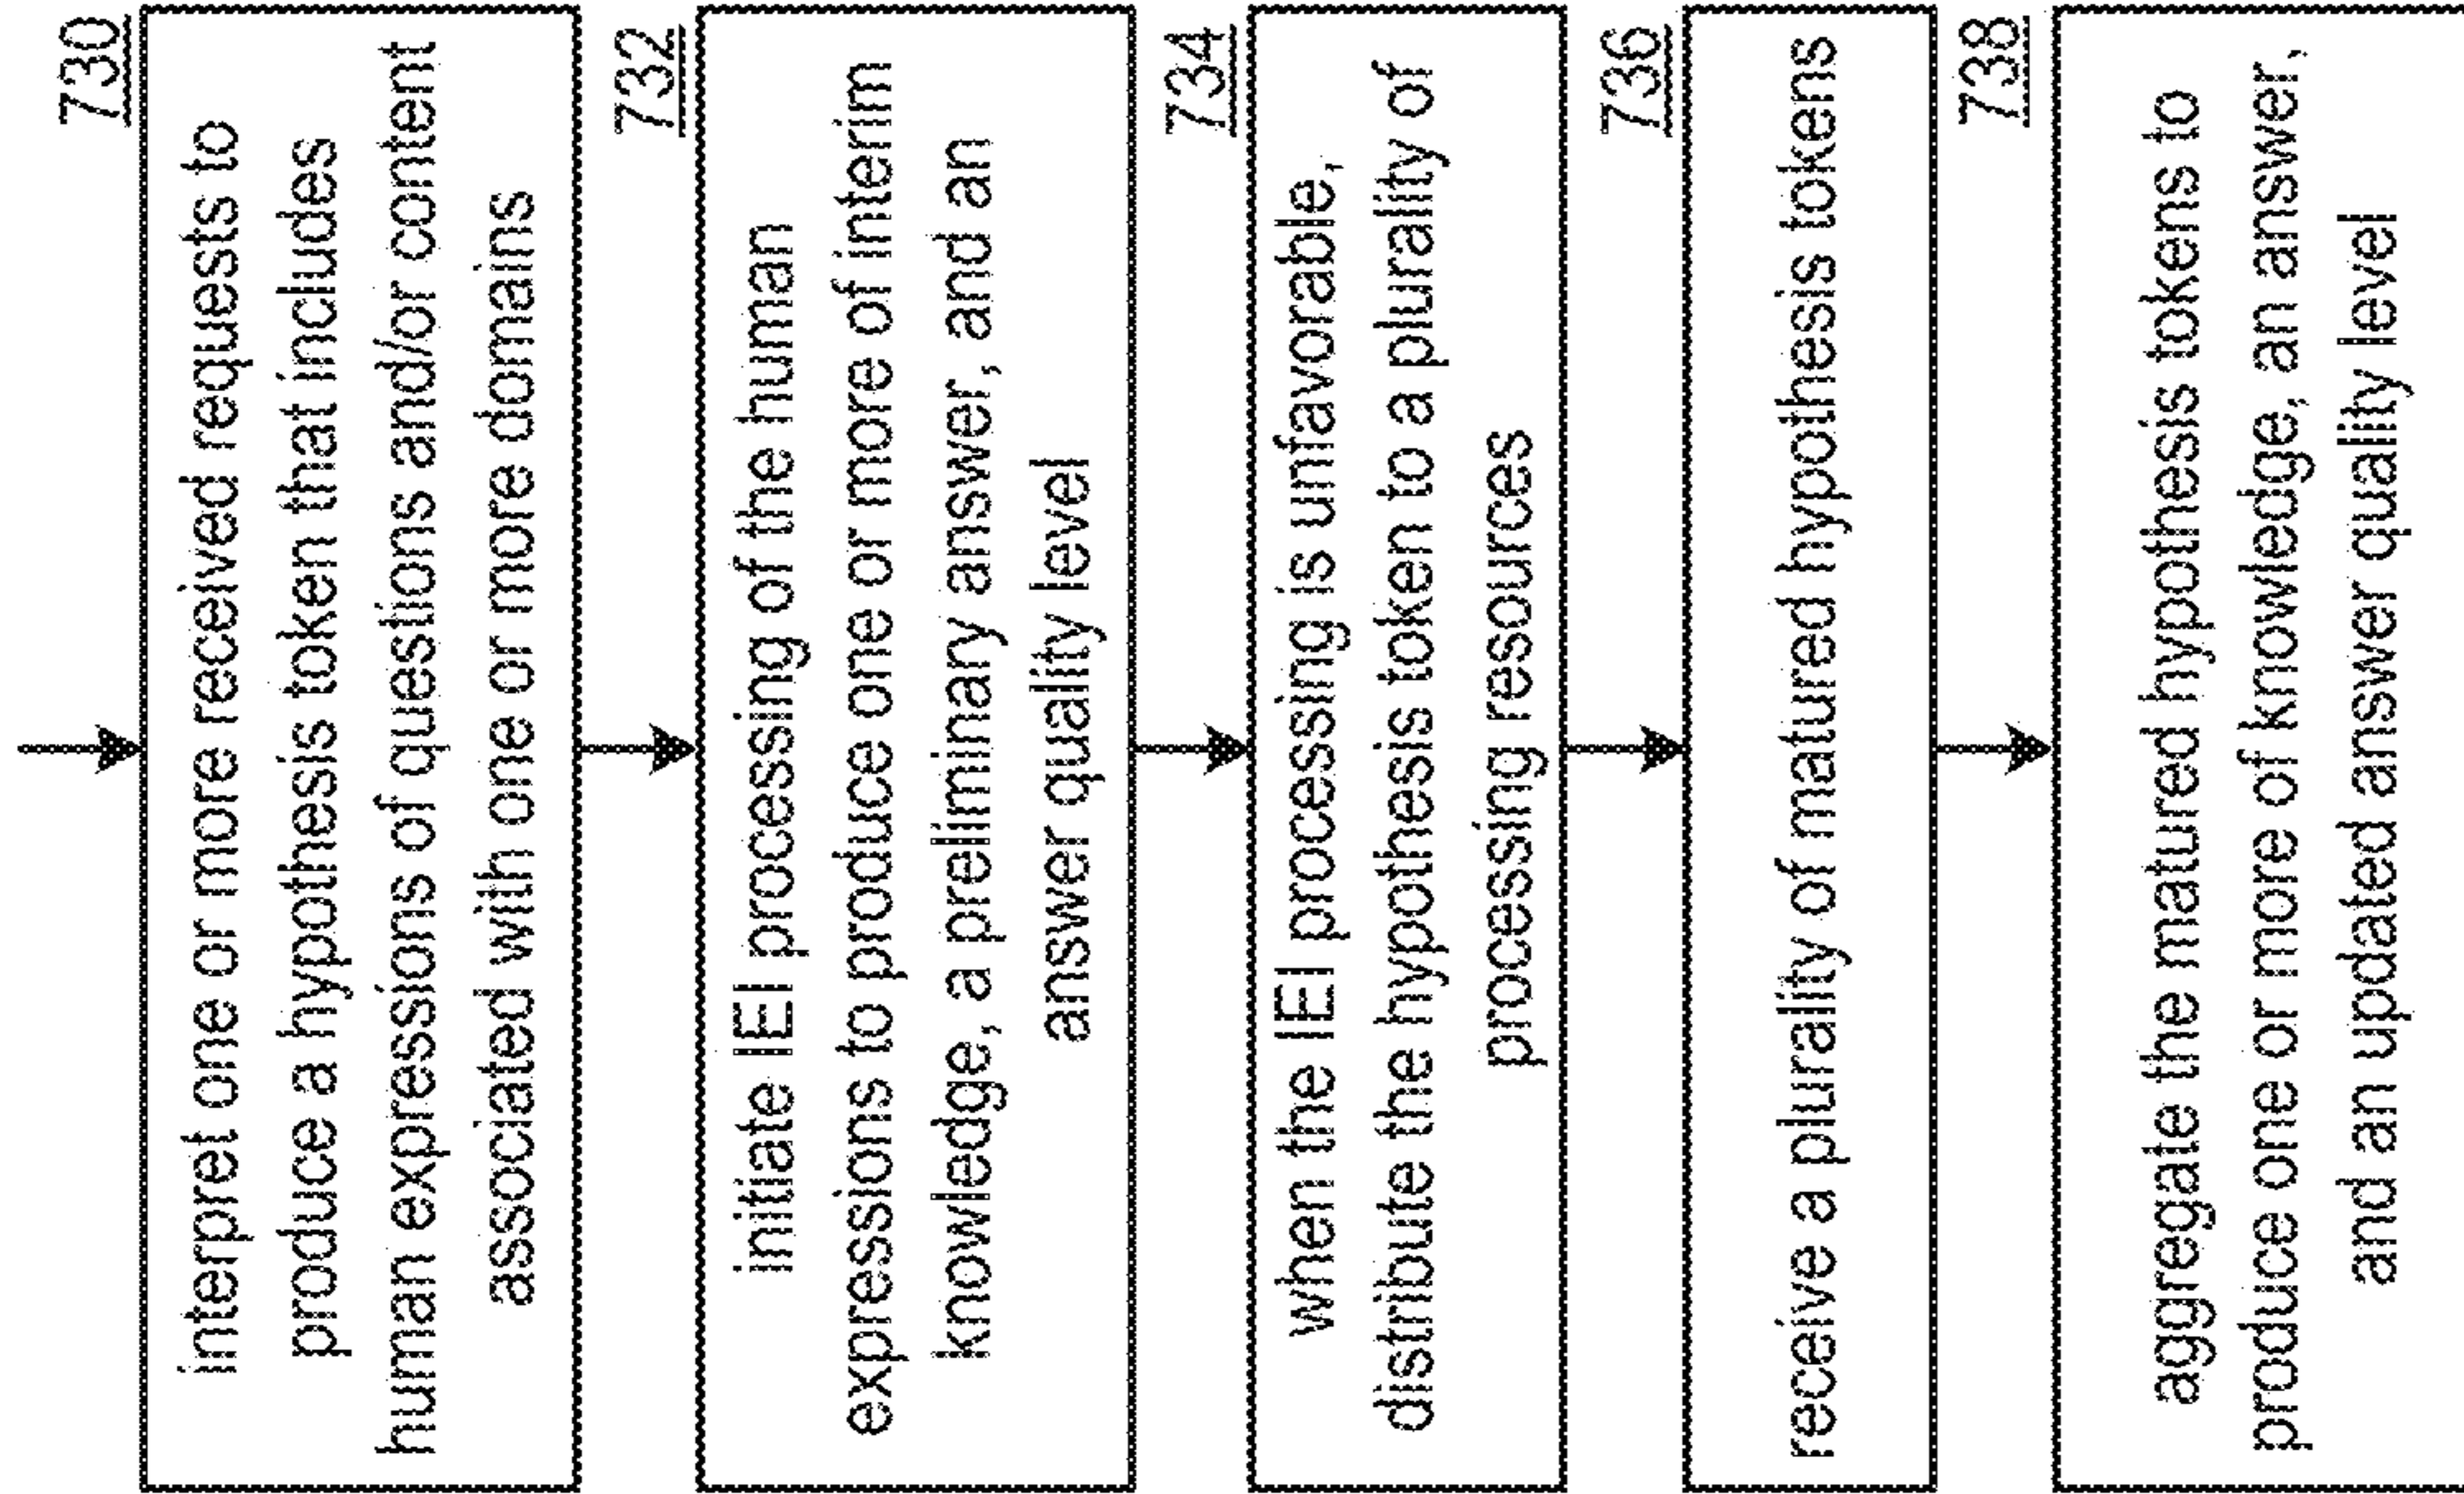 730
interpret one or more received requests to
produce a hypothesis token that includes
human expressions of questions and/or content
associated with one or more domains
732
initiate IEI processing of the human
expressions to produce one or more of interim
knowledge, a preliminary answer, and an
answer quality level
734
when the IEI processing is unfavorable,
distribute the hypothesis token to a plurality of
processing resources
736
receive a plurality of matured hypothesis tokens
738
aggregate the matured hypothesis tokens to
produce one or more of knowledge, an answer,
and an updated answer quality level